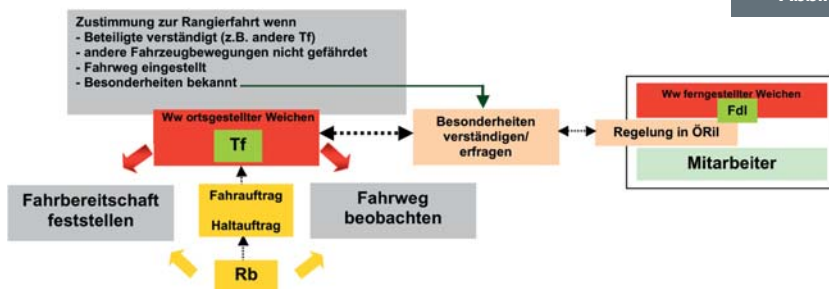 Zustimmung zur Rangierfahrt wenn
- Beteiligte verständigt (z.B. andere Tf)
- andere Fahrzeugbewegungen nicht gefährdet
- Fahrweg eingestellt
- Besonderheiten bekannt
Ww ortsgestellter Weichen
Tf
Besonderheiten
verständigen/
erfragen
Ww ferngestellter Weichen
Fdl
Regelung in ÖRil
Mitarbeiter
Fahrbereitschaft
feststellen
Fahrauftrag
Haltauftrag
Fahrweg
beobachten
Rb